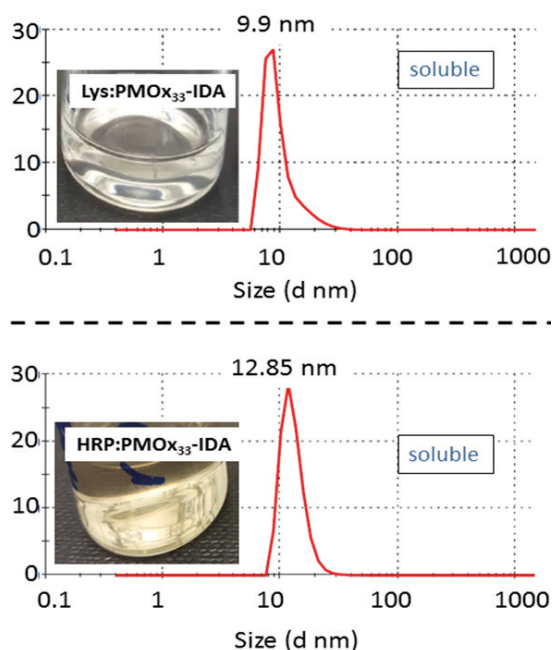 9.9 nm
30
20
10
0
Lys:PMOx₃₃-IDA
soluble
0.1 1 10 100 1000
Size (d nm)
12.85 nm
30
20
10
0
HRP:PMOx₃₃-IDA
soluble
0.1 1 10 100 1000
Size (d nm)